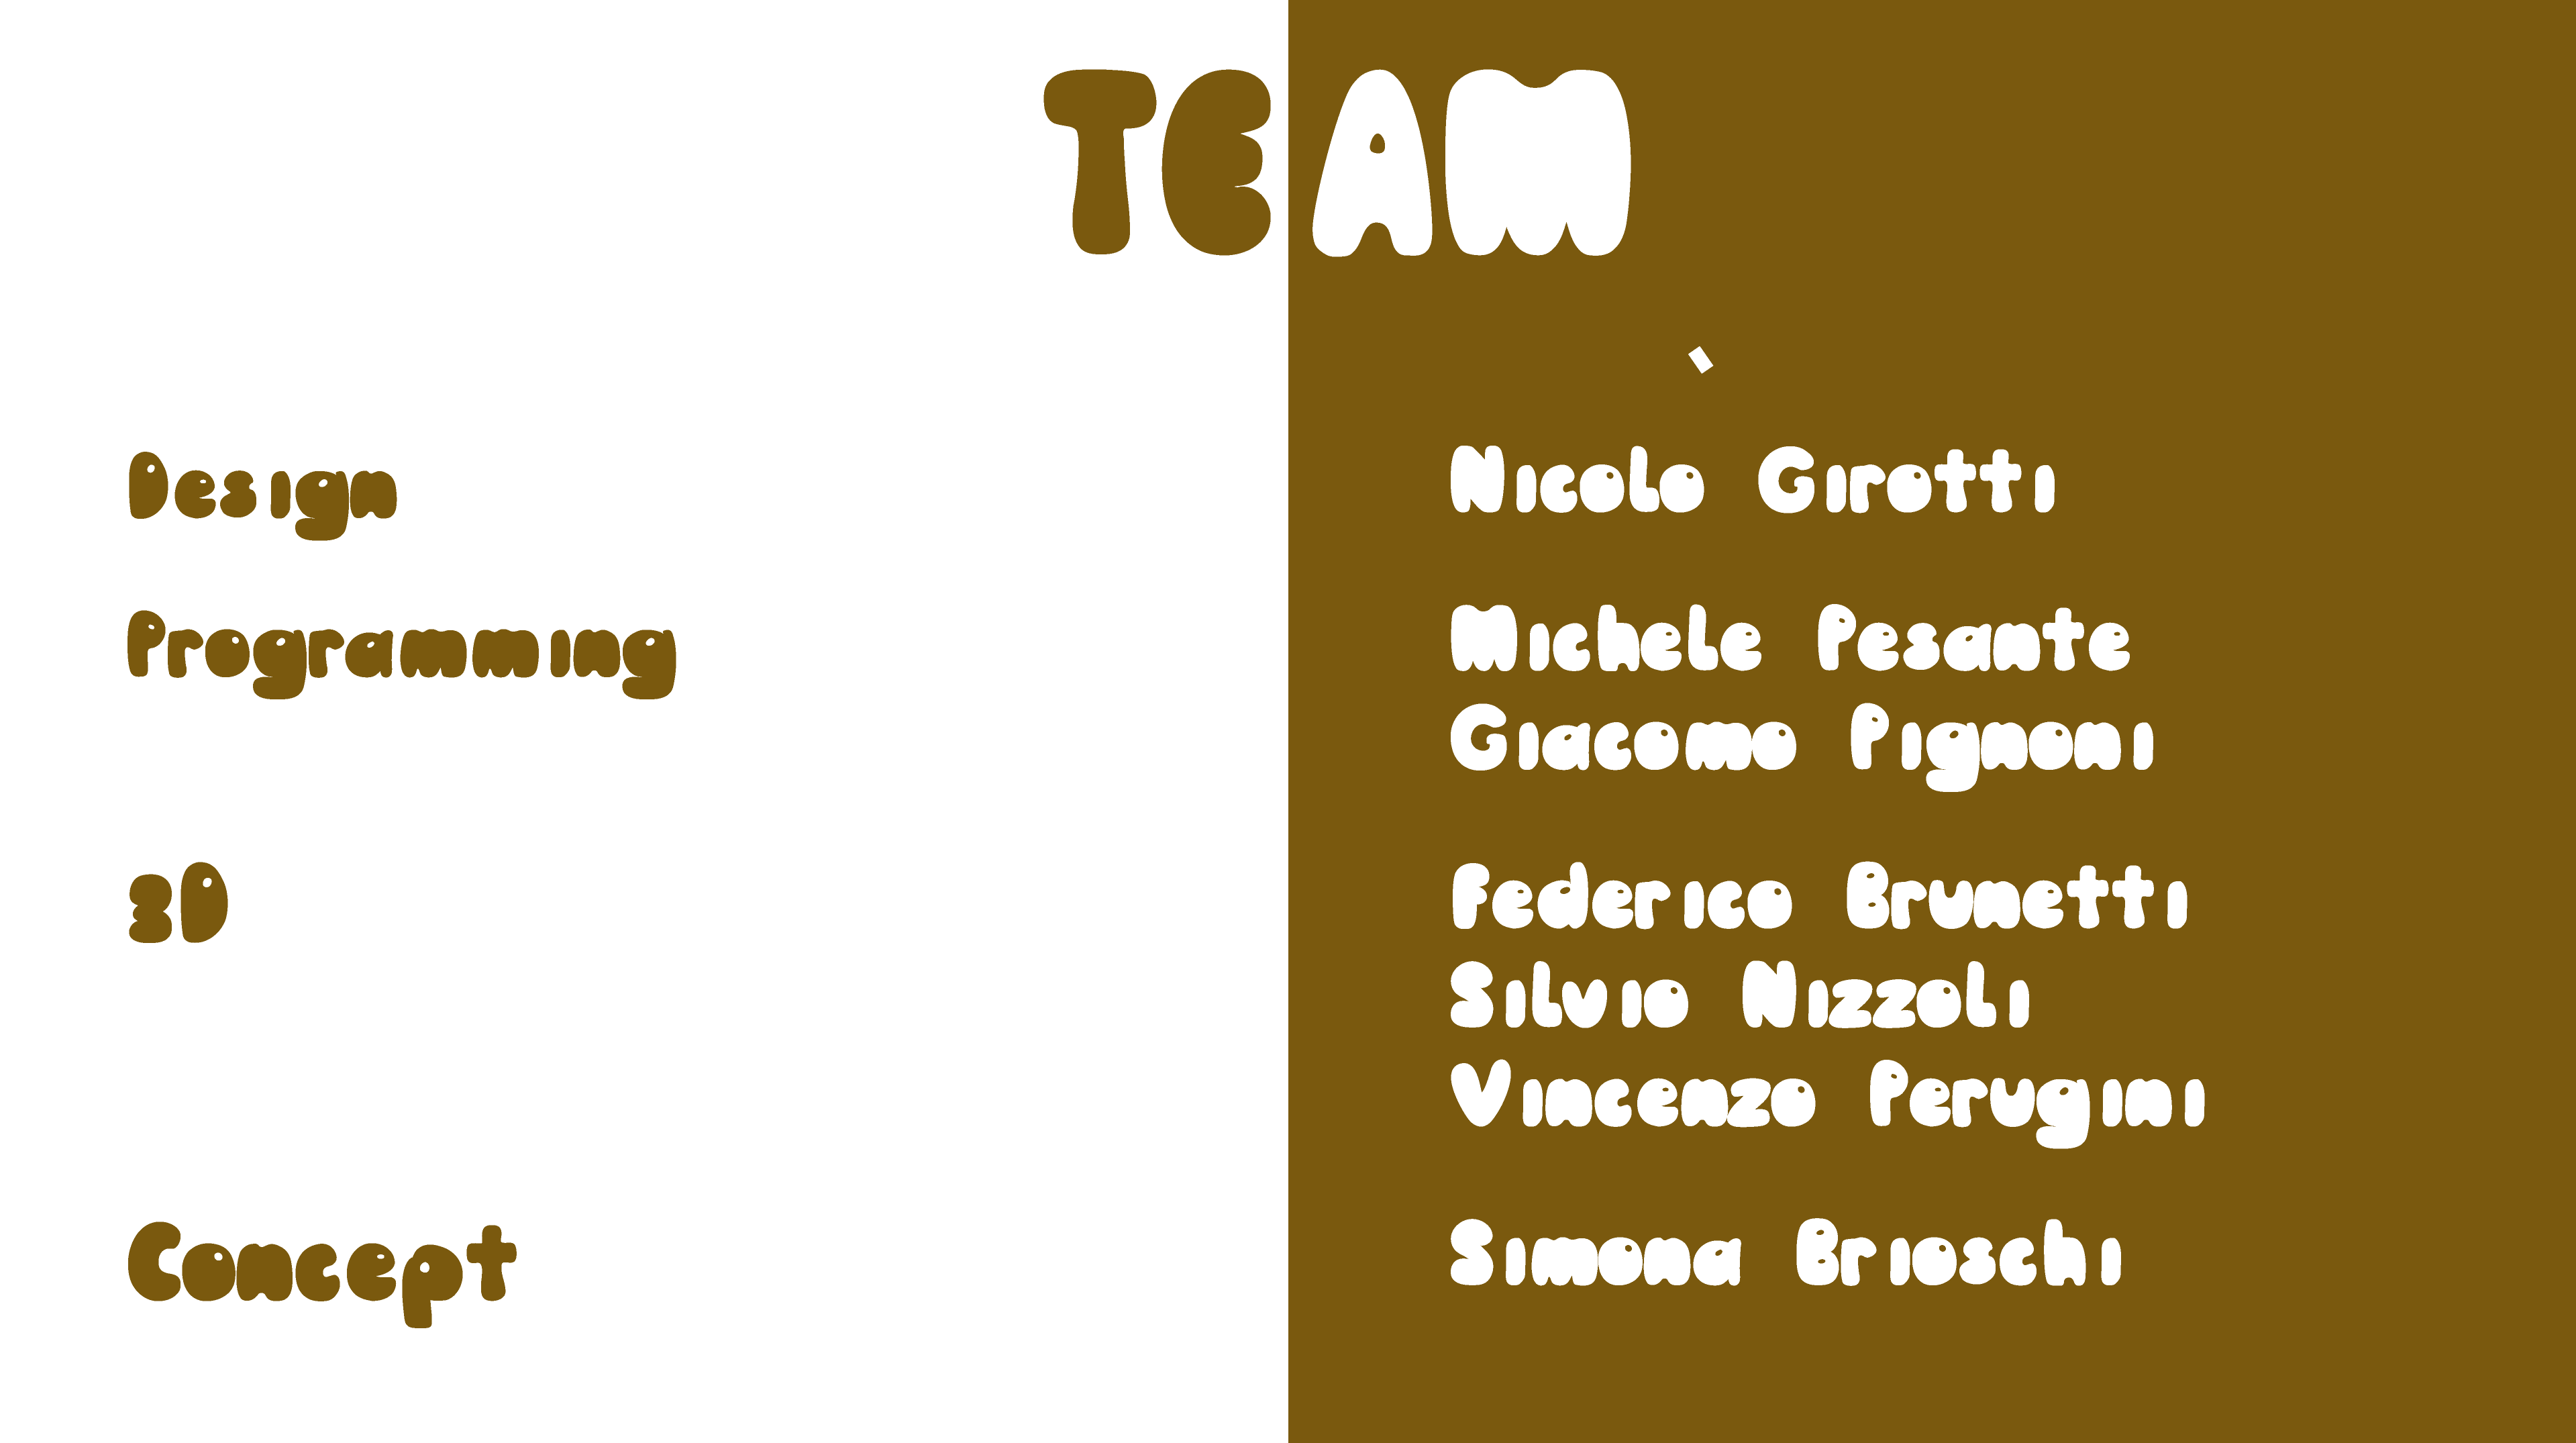 TEAM
Design Nicolò Girotti
Programming Michele Pesante
Giacomo Pignoni
3D Federico Brunetti
Silvio Nizzoli
Vincenzo Perugini
Concept Simona Brioschi